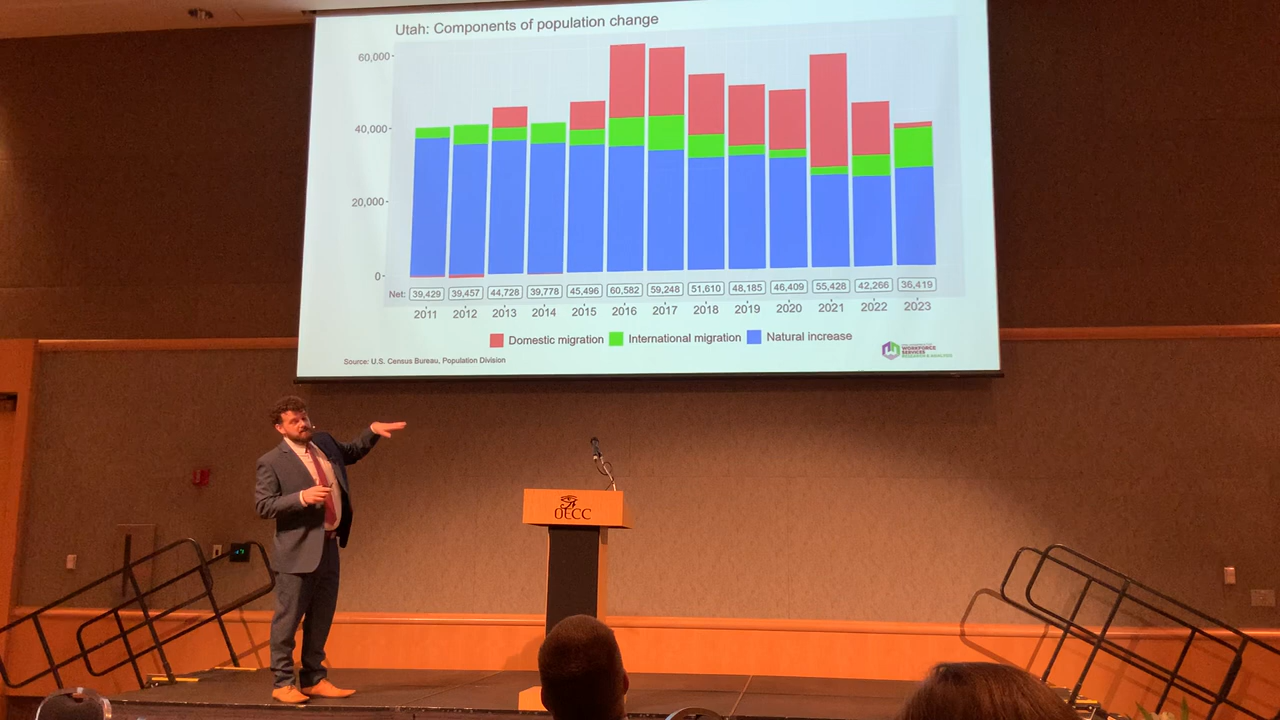 Utah: Components of population change
60,000
40,000
20,000
0
Net: 39,429 39,457 44,728 39,778 45,496 60,582 59,248 51,610 48,185 46,409 55,428 42,266 36,419
2011 2012 2013 2014 2015 2016 2017 2018 2019 2020 2021 2022 2023
Domestic migration International migration Natural increase
Source: U.S. Census Bureau, Population Division
WORKFORCE
SERVICES
RESEARCH & ANALYSIS
OECC